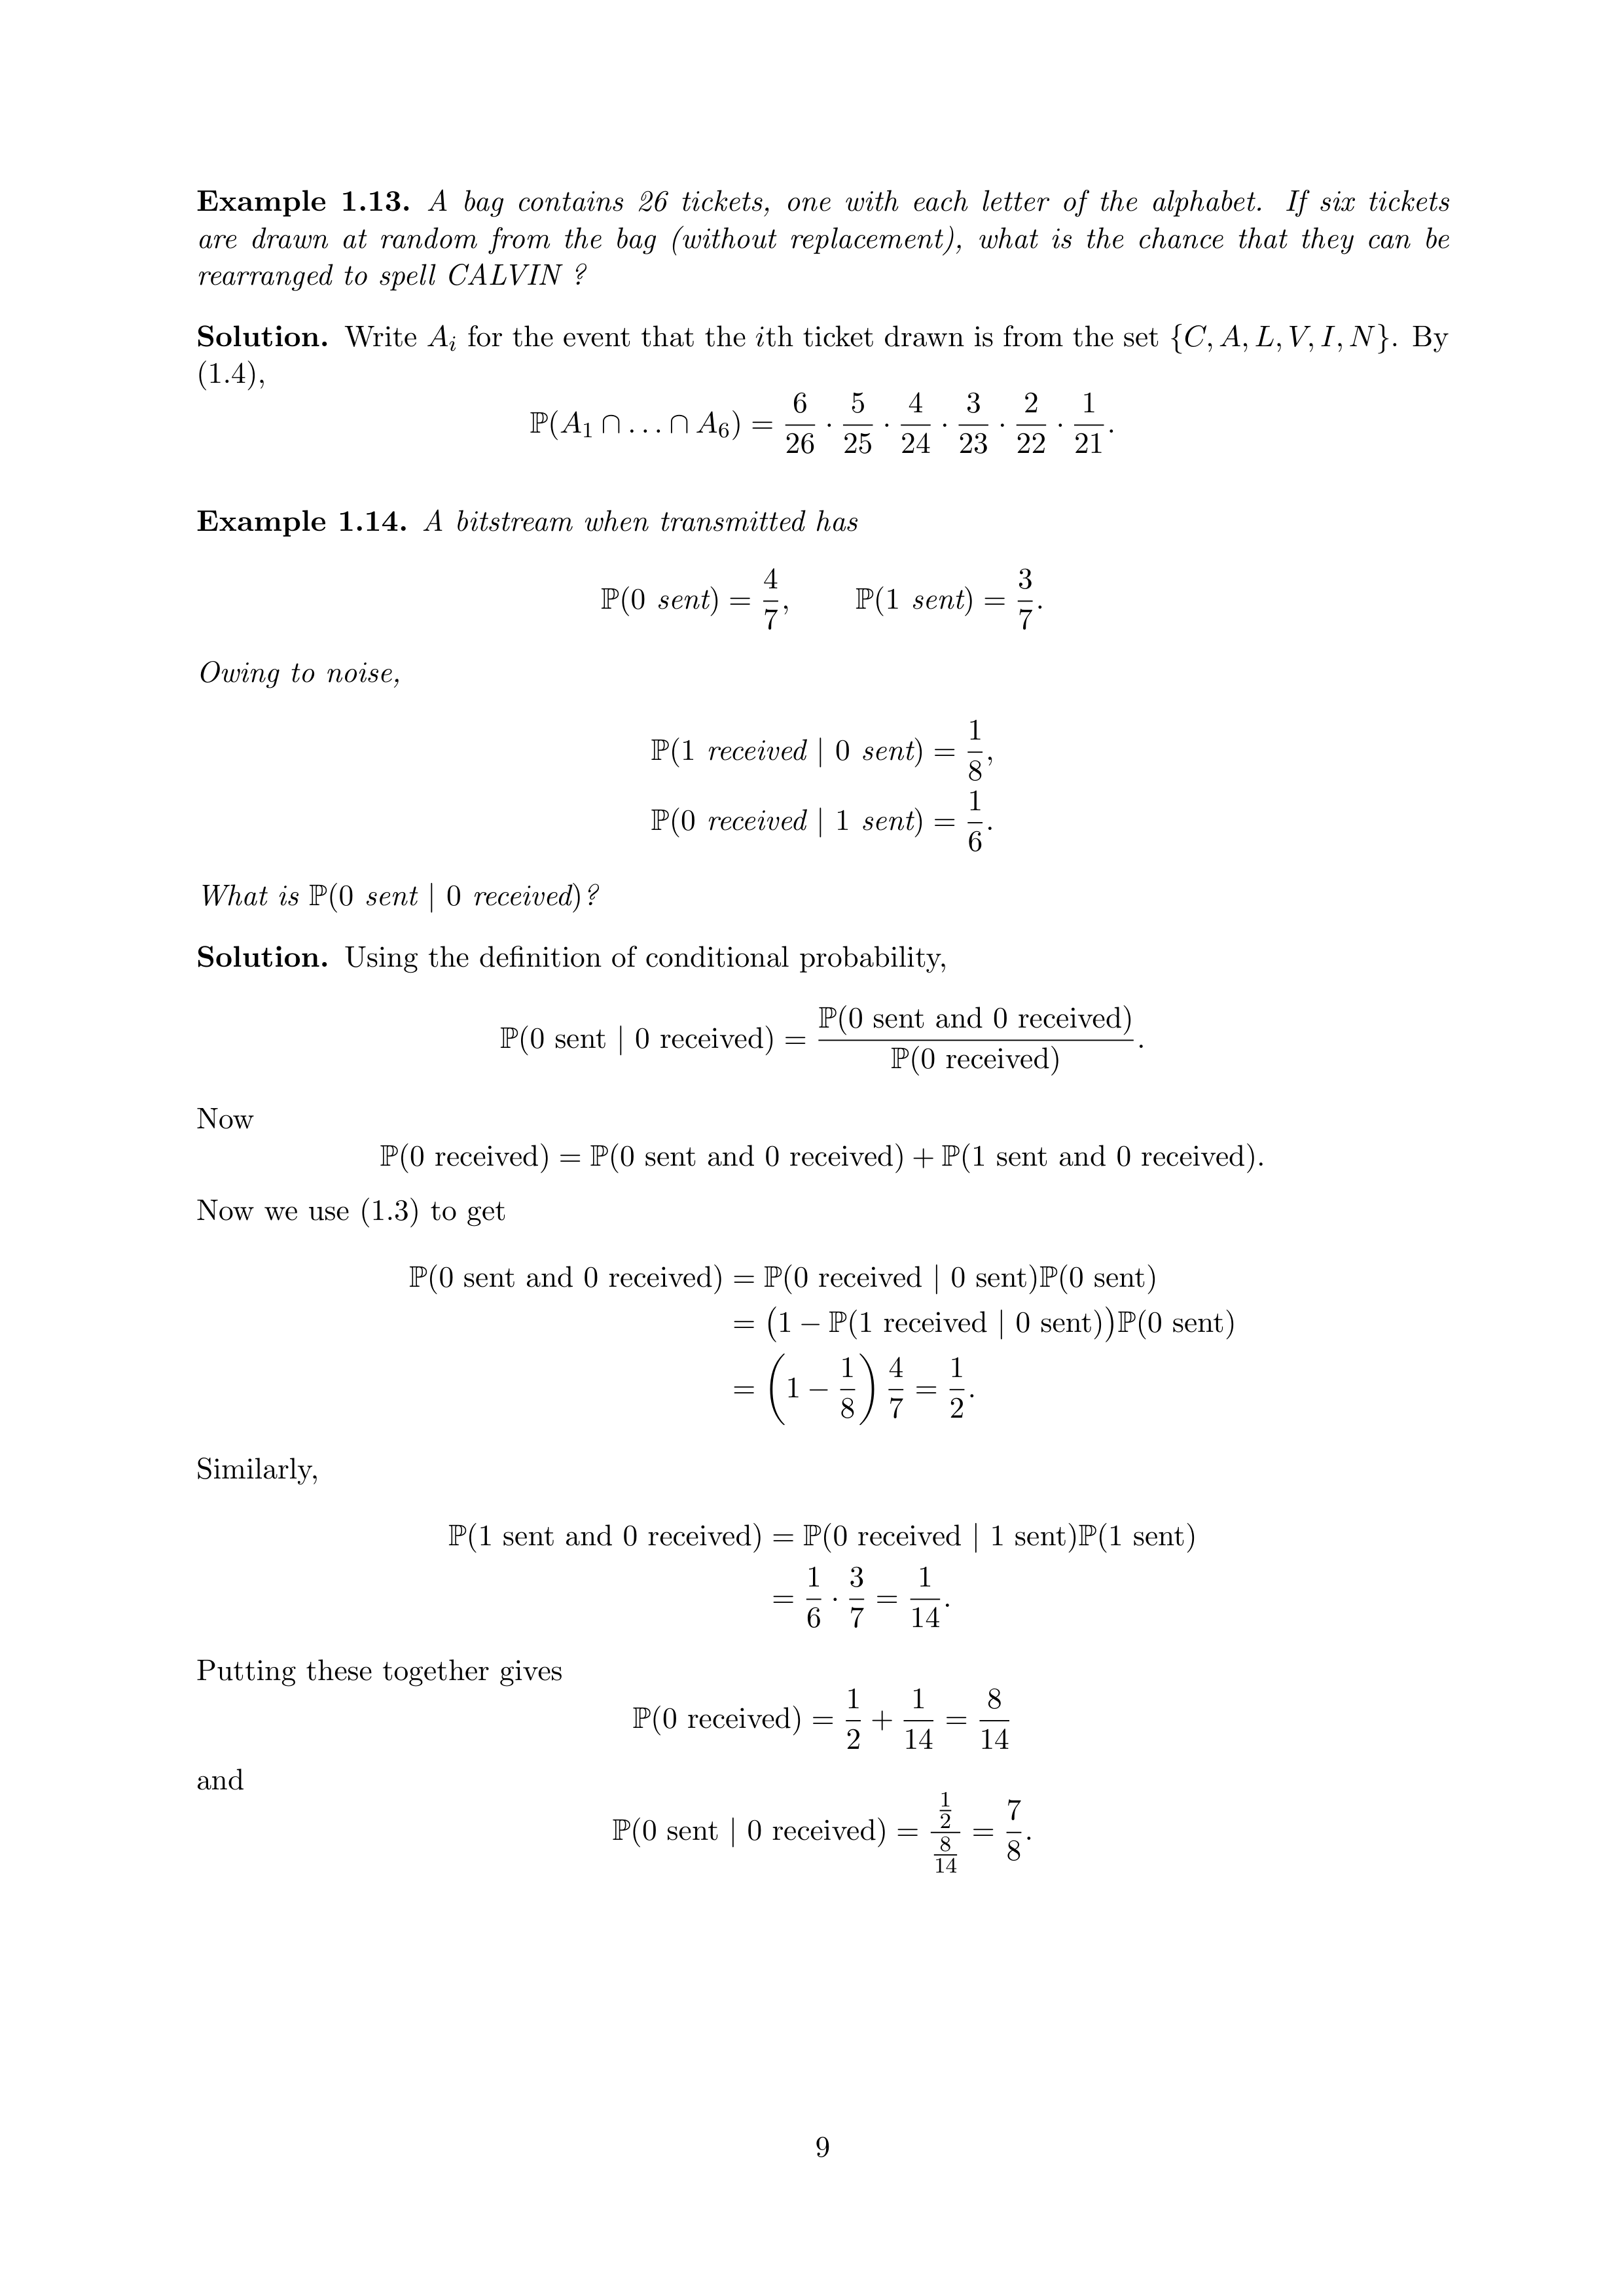 Example 1.13. A bag contains 26 tickets, one with each letter of the alphabet. If six tickets
are drawn at random from the bag (without replacement), what is the chance that they can be
rearranged to spell CALVIN ?
Solution. Write $A_i$ for the event that the $i$th ticket drawn is from the set $\{C, A, L, V, I, N\}$. By
(1.4),
$\mathbb{P}(A_1 \cap \ldots \cap A_6) = \frac{6}{26} \cdot \frac{5}{25} \cdot \frac{4}{24} \cdot \frac{3}{23} \cdot \frac{2}{22} \cdot \frac{1}{21}.$
Example 1.14. A bitstream when transmitted has
$\mathbb{P}(0 \text{ sent}) = \frac{4}{7}, \quad \mathbb{P}(1 \text{ sent}) = \frac{3}{7}.$
Owing to noise,
$\mathbb{P}(1 \text{ received} \mid 0 \text{ sent}) = \frac{1}{8},$
$\mathbb{P}(0 \text{ received} \mid 1 \text{ sent}) = \frac{1}{6}.$
What is $\mathbb{P}(0 \text{ sent} \mid 0 \text{ received})$?
Solution. Using the definition of conditional probability,
$\mathbb{P}(0 \text{ sent} \mid 0 \text{ received}) = \frac{\mathbb{P}(0 \text{ sent and } 0 \text{ received})}{\mathbb{P}(0 \text{ received})}.$
Now
$\mathbb{P}(0 \text{ received}) = \mathbb{P}(0 \text{ sent and } 0 \text{ received}) + \mathbb{P}(1 \text{ sent and } 0 \text{ received}).$
Now we use (1.3) to get
$\mathbb{P}(0 \text{ sent and } 0 \text{ received}) = \mathbb{P}(0 \text{ received} \mid 0 \text{ sent})\mathbb{P}(0 \text{ sent})$
$= \big(1 - \mathbb{P}(1 \text{ received} \mid 0 \text{ sent})\big)\mathbb{P}(0 \text{ sent})$
$= \left(1 - \frac{1}{8}\right) \frac{4}{7} = \frac{1}{2}.$
Similarly,
$\mathbb{P}(1 \text{ sent and } 0 \text{ received}) = \mathbb{P}(0 \text{ received} \mid 1 \text{ sent})\mathbb{P}(1 \text{ sent})$
$= \frac{1}{6} \cdot \frac{3}{7} = \frac{1}{14}.$
Putting these together gives
$\mathbb{P}(0 \text{ received}) = \frac{1}{2} + \frac{1}{14} = \frac{8}{14}$
and
$\mathbb{P}(0 \text{ sent} \mid 0 \text{ received}) = \frac{\frac{1}{2}}{\frac{8}{14}} = \frac{7}{8}.$
9